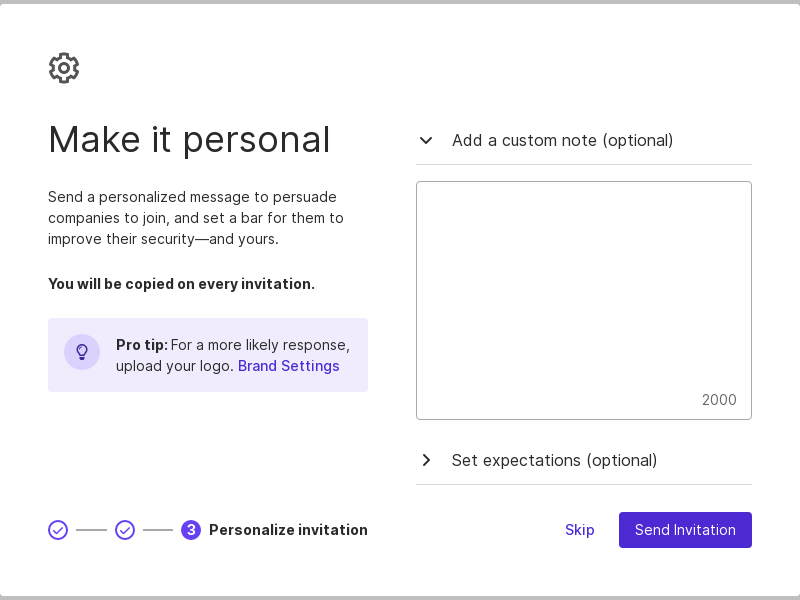 Make it personal
Send a personalized message to persuade
companies to join, and set a bar for them to
improve their security—and yours.
You will be copied on every invitation.
Pro tip: For a more likely response,
upload your logo. Brand Settings
Add a custom note (optional)
2000
Set expectations (optional)
3 Personalize invitation
Skip
Send Invitation